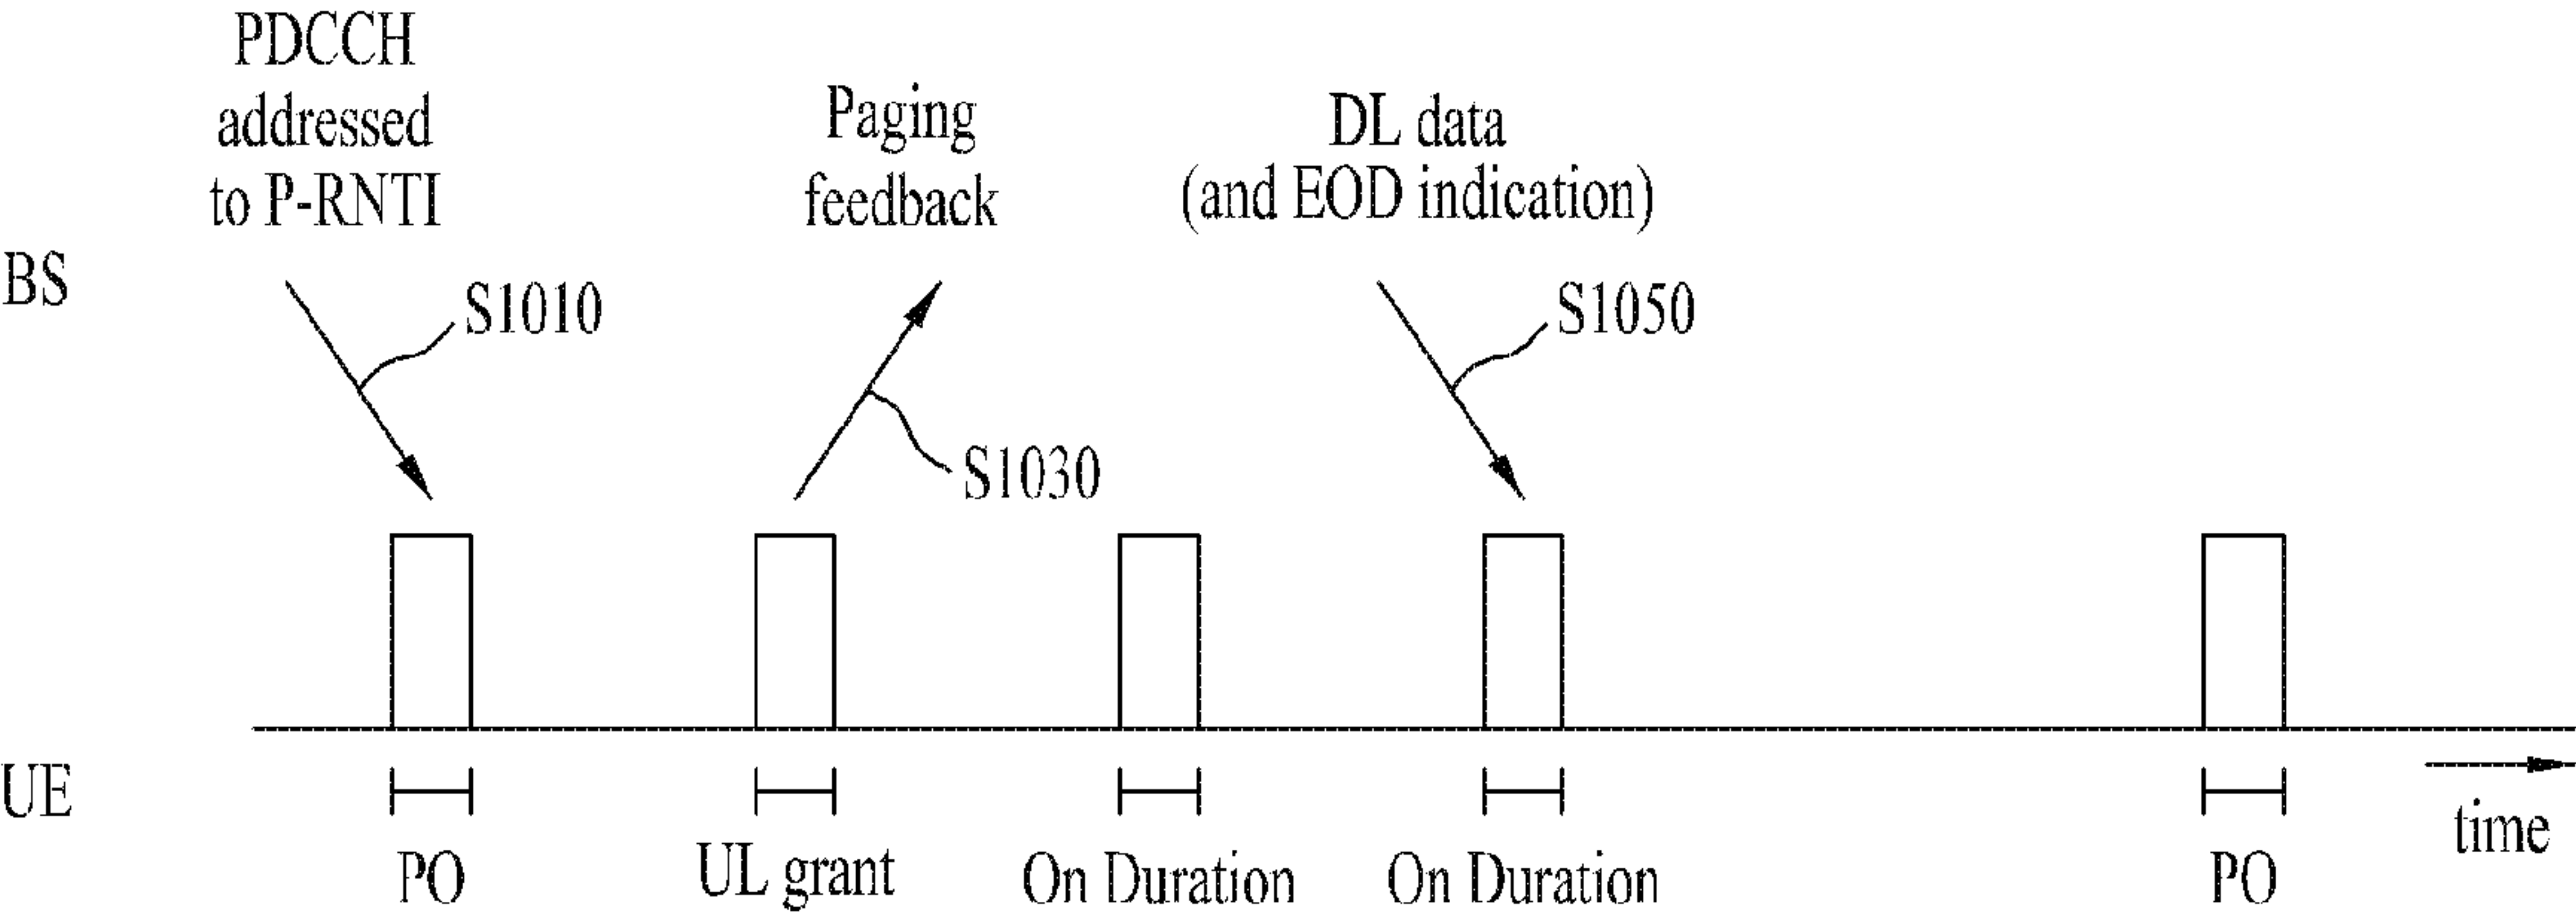 PDCCH
addressed
to P-RNTI
Paging
feedback
DL data
(and EOD indication)
BS
S1010
S1030
S1050
UE
PO
UL grant
On Duration
On Duration
PO
time